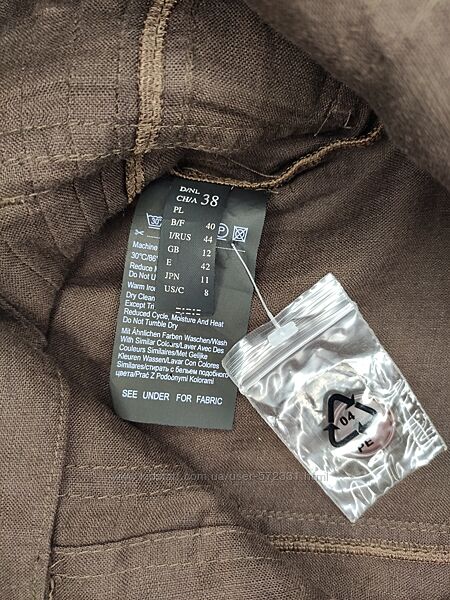 D/NL
CH/A 38
PL
B/F 40
I/RUS 44
GB 12
E 42
JPN 11
US/C 8
30
Machine
30°C/86°
Reduce
Do Not U
Warm Iron
Dry Clean
Except Tri
Reduced Cycle, Moisture And Heat
Do Not Tumble Dry
Mit Ähnlichen Farben Waschen/Wash
With Similar Colours/Laver Avec Des
Couleurs Similaires/Met Gelijke
Kleuren Wassen/Lavar Con Colores
Similares/стирать с бельем подобного
цвета/Prać Z Podobnymi Kolorami
SEE UNDER FOR FABRIC
04
PE